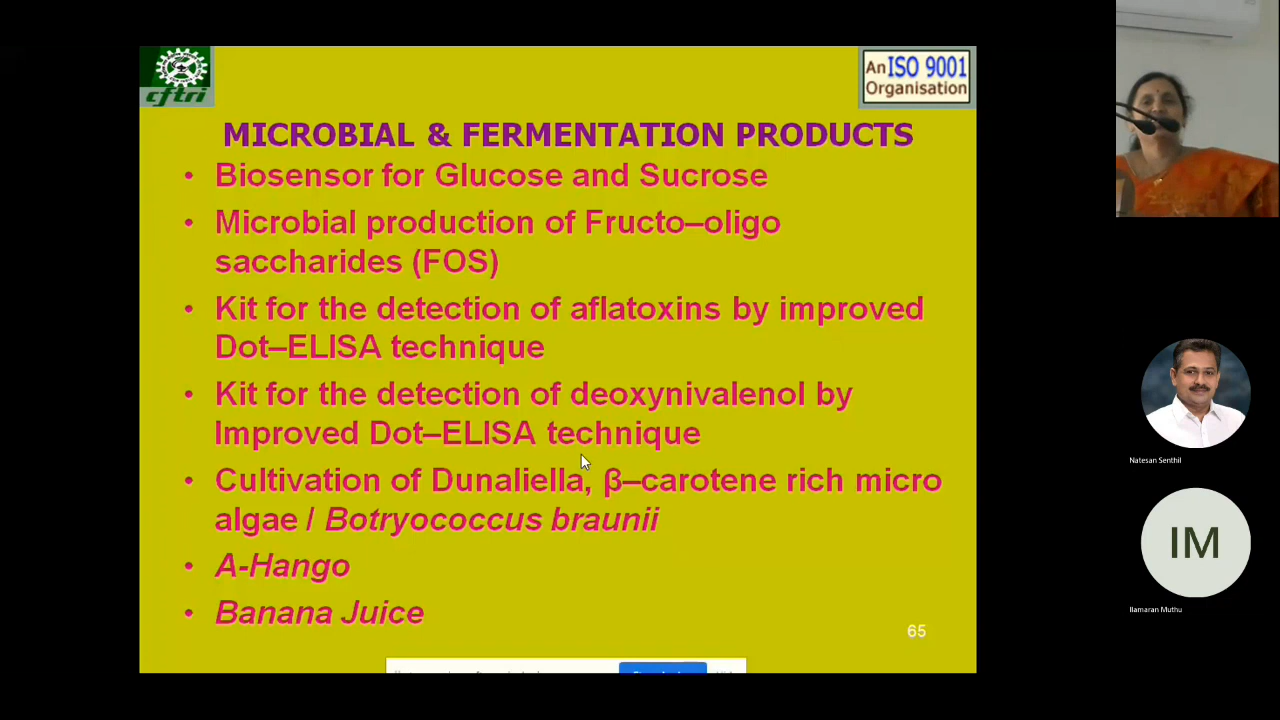 cftri
An ISO 9001
Organisation
MICROBIAL & FERMENTATION PRODUCTS
• Biosensor for Glucose and Sucrose
• Microbial production of Fructo–oligo
saccharides (FOS)
• Kit for the detection of aflatoxins by improved
Dot–ELISA technique
• Kit for the detection of deoxynivalenol by
Improved Dot–ELISA technique
• Cultivation of Dunaliella, β–carotene rich micro
algae / Botryococcus braunii
• A-Hango
• Banana Juice
65
Natesan Senthil
IM
Ilamaran Muthu